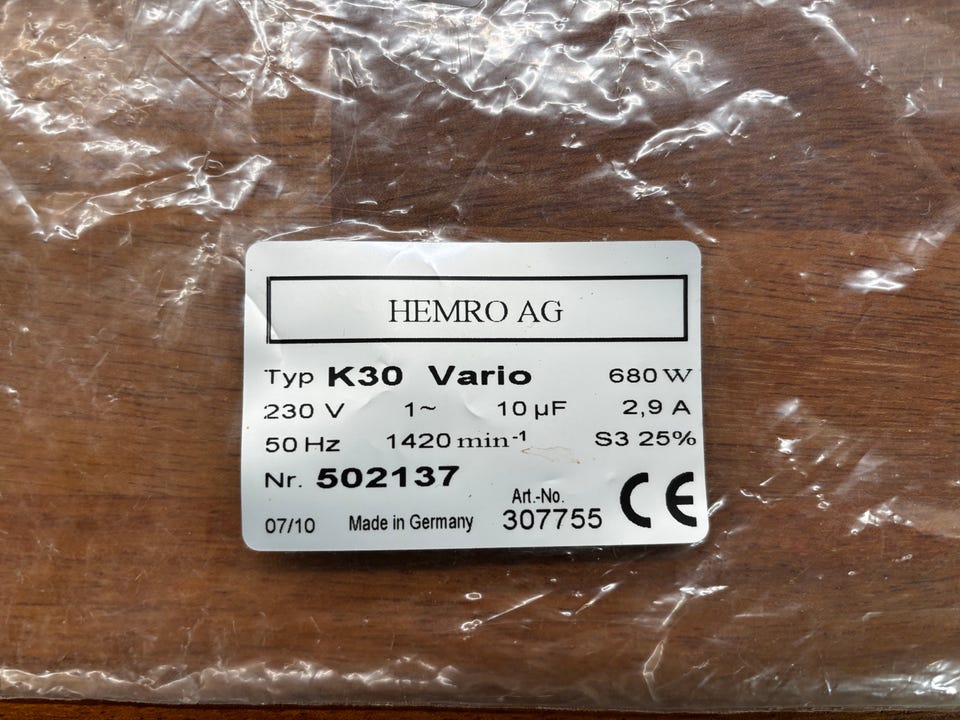 HEMRO AG
Typ K30 Vario 680 W
230 V 1~ 10 µF 2,9 A
50 Hz 1420 min-¹ S3 25%
Nr. 502137
Art.-No.
07/10 Made in Germany 307755 CE